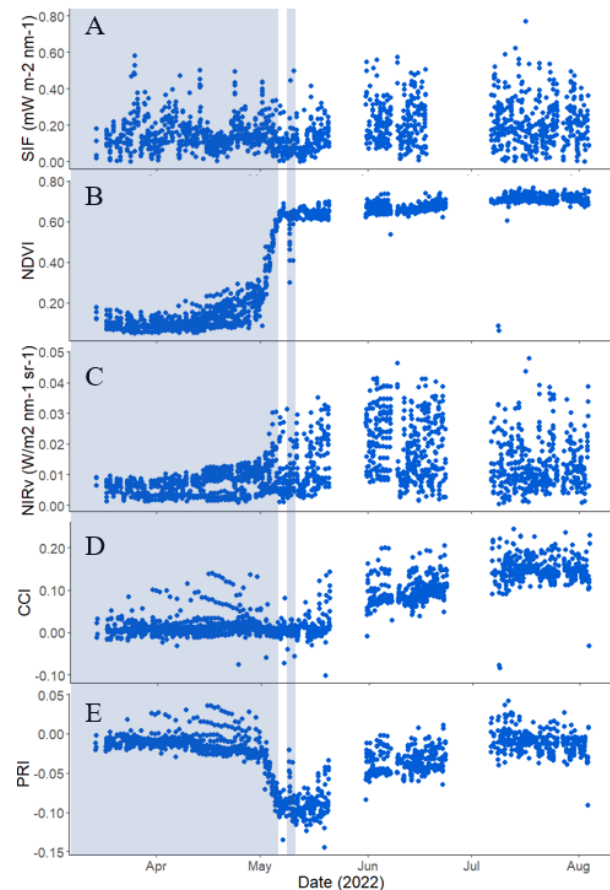 A
SIF (mW m-2 nm-1)
0.80
0.60
0.40
0.20
0.00
B
NDVI
0.80
0.60
0.40
0.20
C
NIRv (W/m2 nm-1 sr-1)
0.05
0.04
0.03
0.02
0.01
0.00
D
CCI
0.20
0.10
0.00
-0.10
E
PRI
0.05
0.00
-0.05
-0.10
-0.15
Apr May Jun Jul Aug
Date (2022)